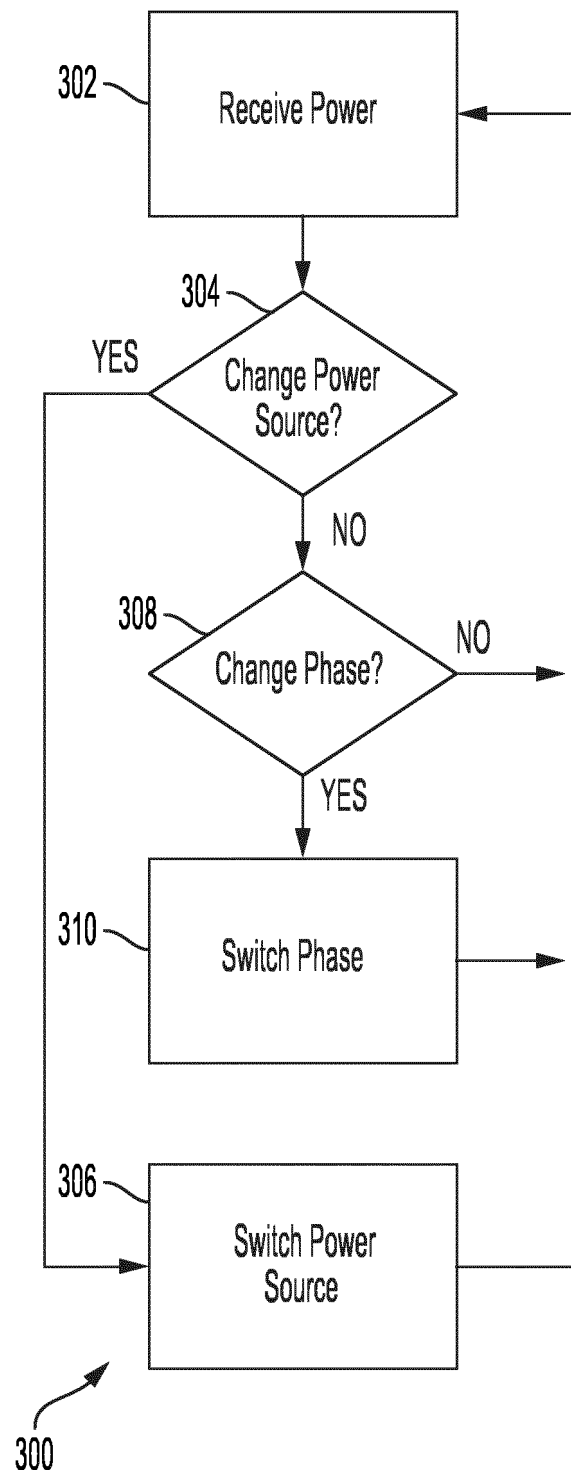 302
Receive Power
304
YES
Change Power
Source?
NO
308
NO
Change Phase?
YES
310
Switch Phase
306
Switch Power
Source
300